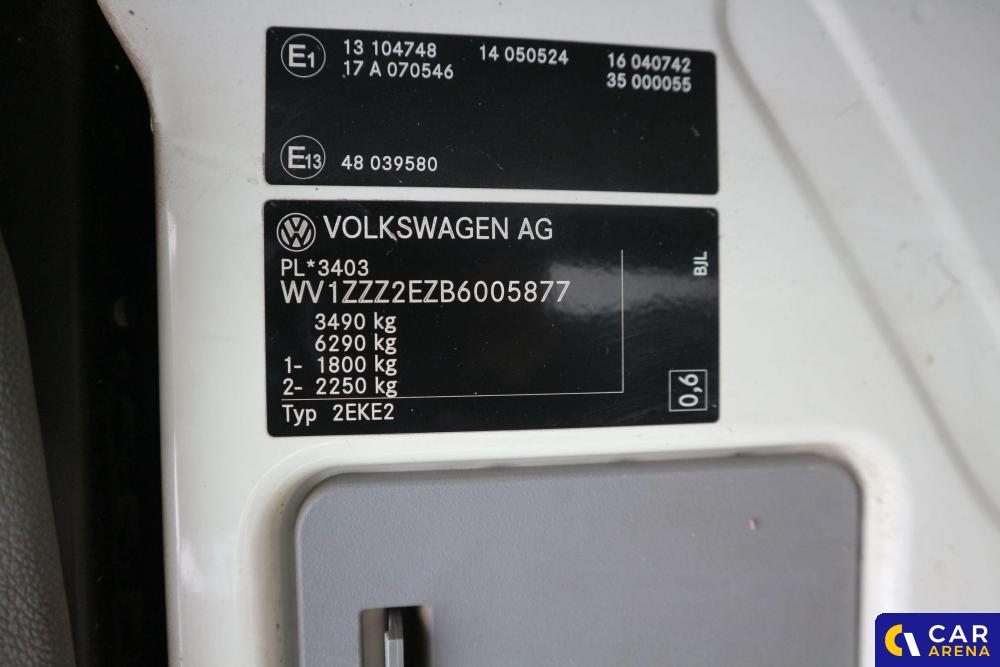 E1 13 104748 14 050524 16 040742
17 A 070546 35 000055
E13 48 039580
VOLKSWAGEN AG
PL*3403
WV1ZZZ2EZB6005877
3490 kg
6290 kg
1- 1800 kg
2- 2250 kg
Typ 2EKE2
BJL
0,6
CAR
ARENA